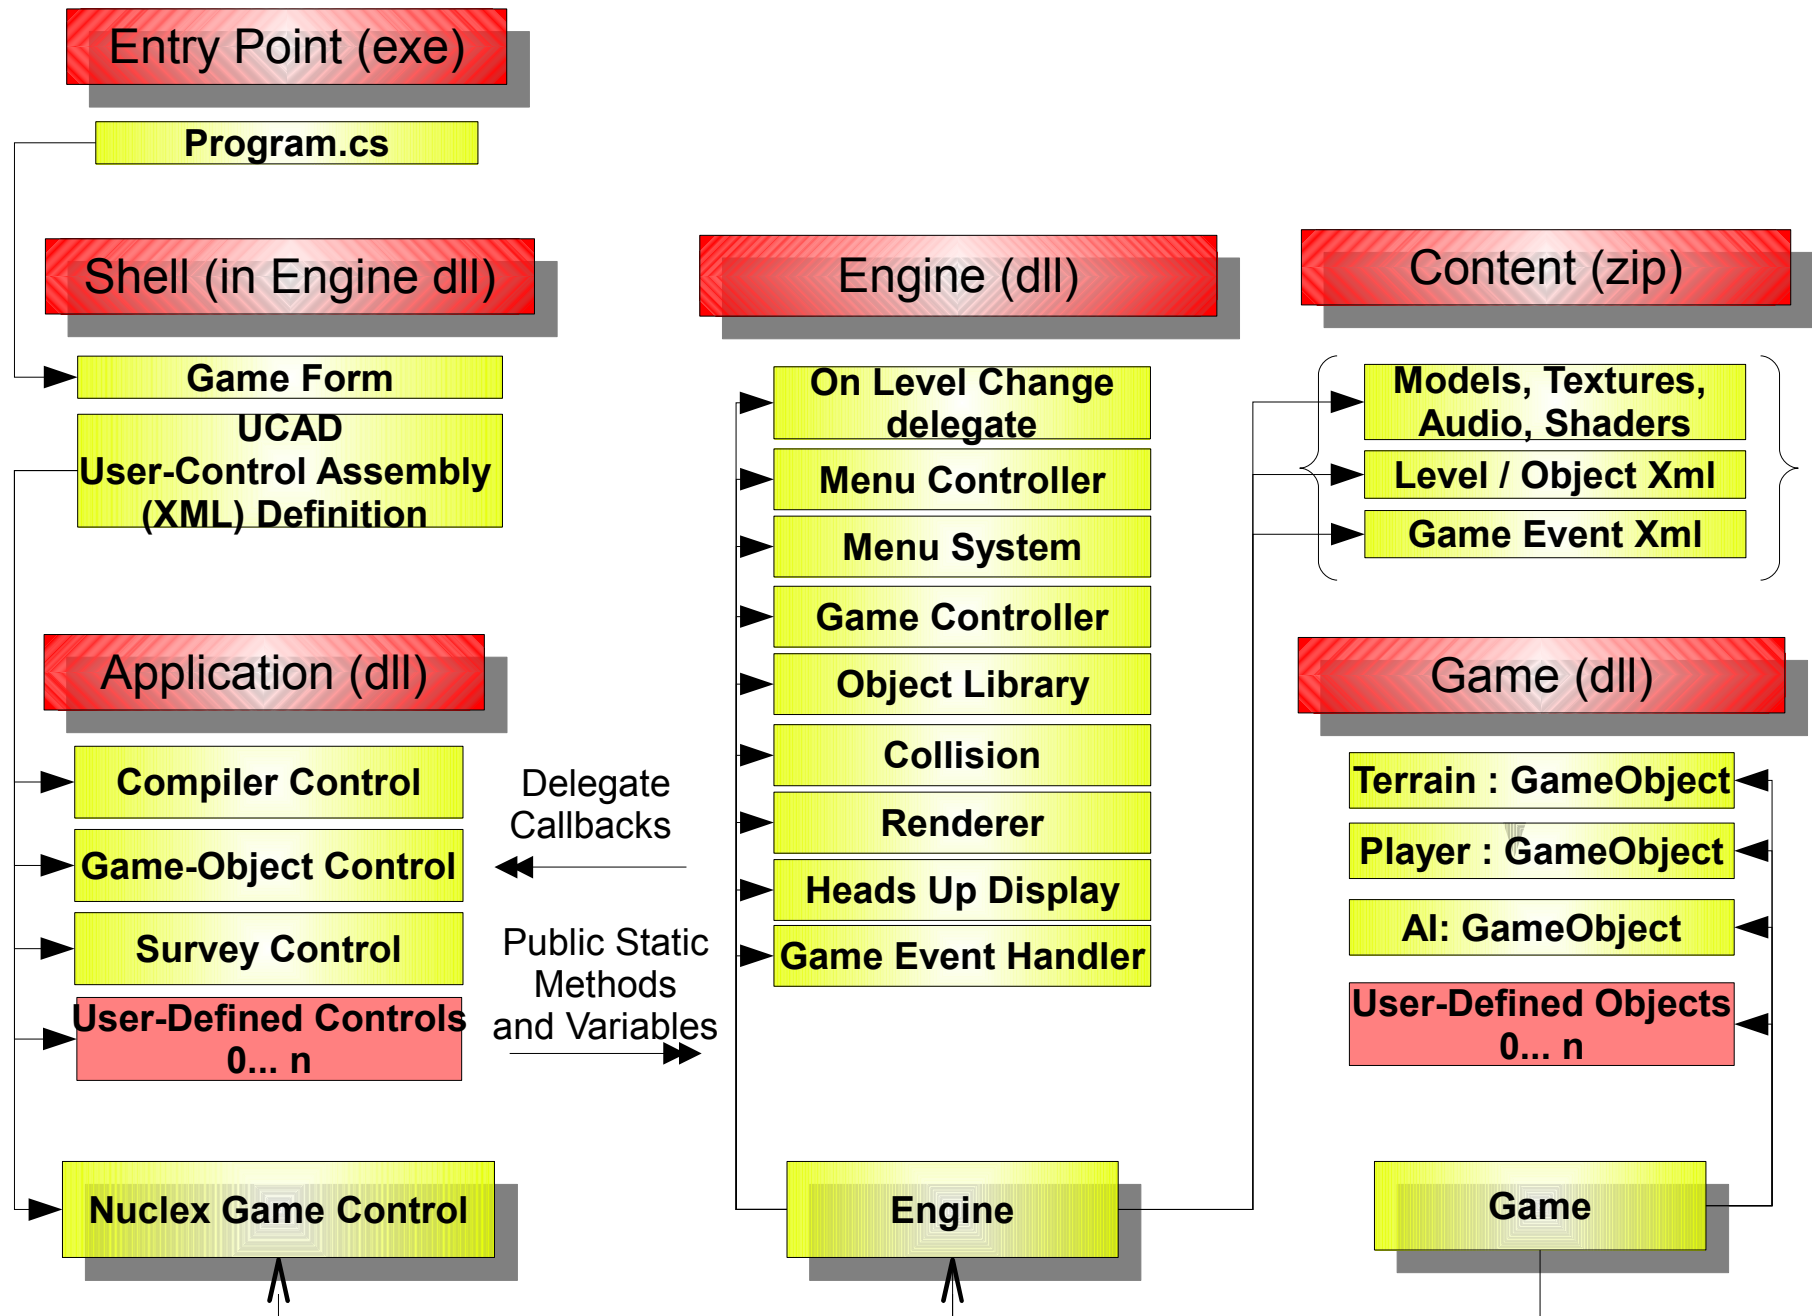 Entry Point (exe)
Program.cs
Shell (in Engine dll)
Game Form
UCAD
User-Control Assembly
(XML) Definition
Application (dll)
Compiler Control
Game-Object Control
Survey Control
User-Defined Controls
0... n
Nuclex Game Control
Delegate
Callbacks
Public Static
Methods
and Variables
Engine (dll)
On Level Change
delegate
Menu Controller
Menu System
Game Controller
Object Library
Collision
Renderer
Heads Up Display
Game Event Handler
Engine
Content (zip)
Models, Textures,
Audio, Shaders
Level / Object Xml
Game Event Xml
Game (dll)
Terrain : GameObject
Player : GameObject
AI: GameObject
User-Defined Objects
0... n
Game